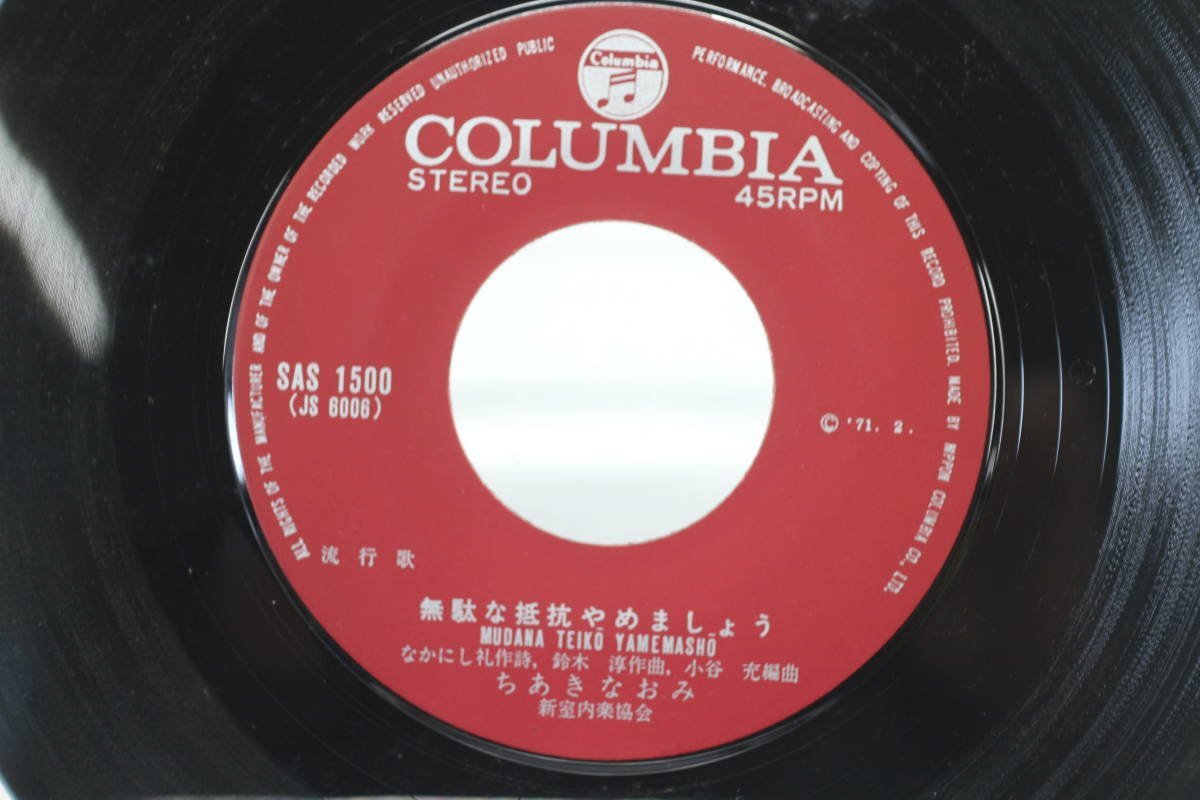 Columbia
COLUMBIA
STEREO 45RPM
SAS 1500
(JS 6006)
© '71. 2.
流行歌
無駄な抵抗やめましょう
MUDANA TEIKŌ YAMEMASHŌ
なかにし礼作詩, 鈴木 淳作曲, 小谷 充編曲
ちあきなおみ
新室内楽協会
ALL RIGHTS OF THE MANUFACTURER AND OF THE OWNER OF THE RECORDED WORK RESERVED UNAUTHORIZED PUBLIC PERFORMANCE, BROADCASTING AND COPYING OF THIS RECORD PROHIBITED. MADE BY NIPPON COLUMBIA CO., LTD.